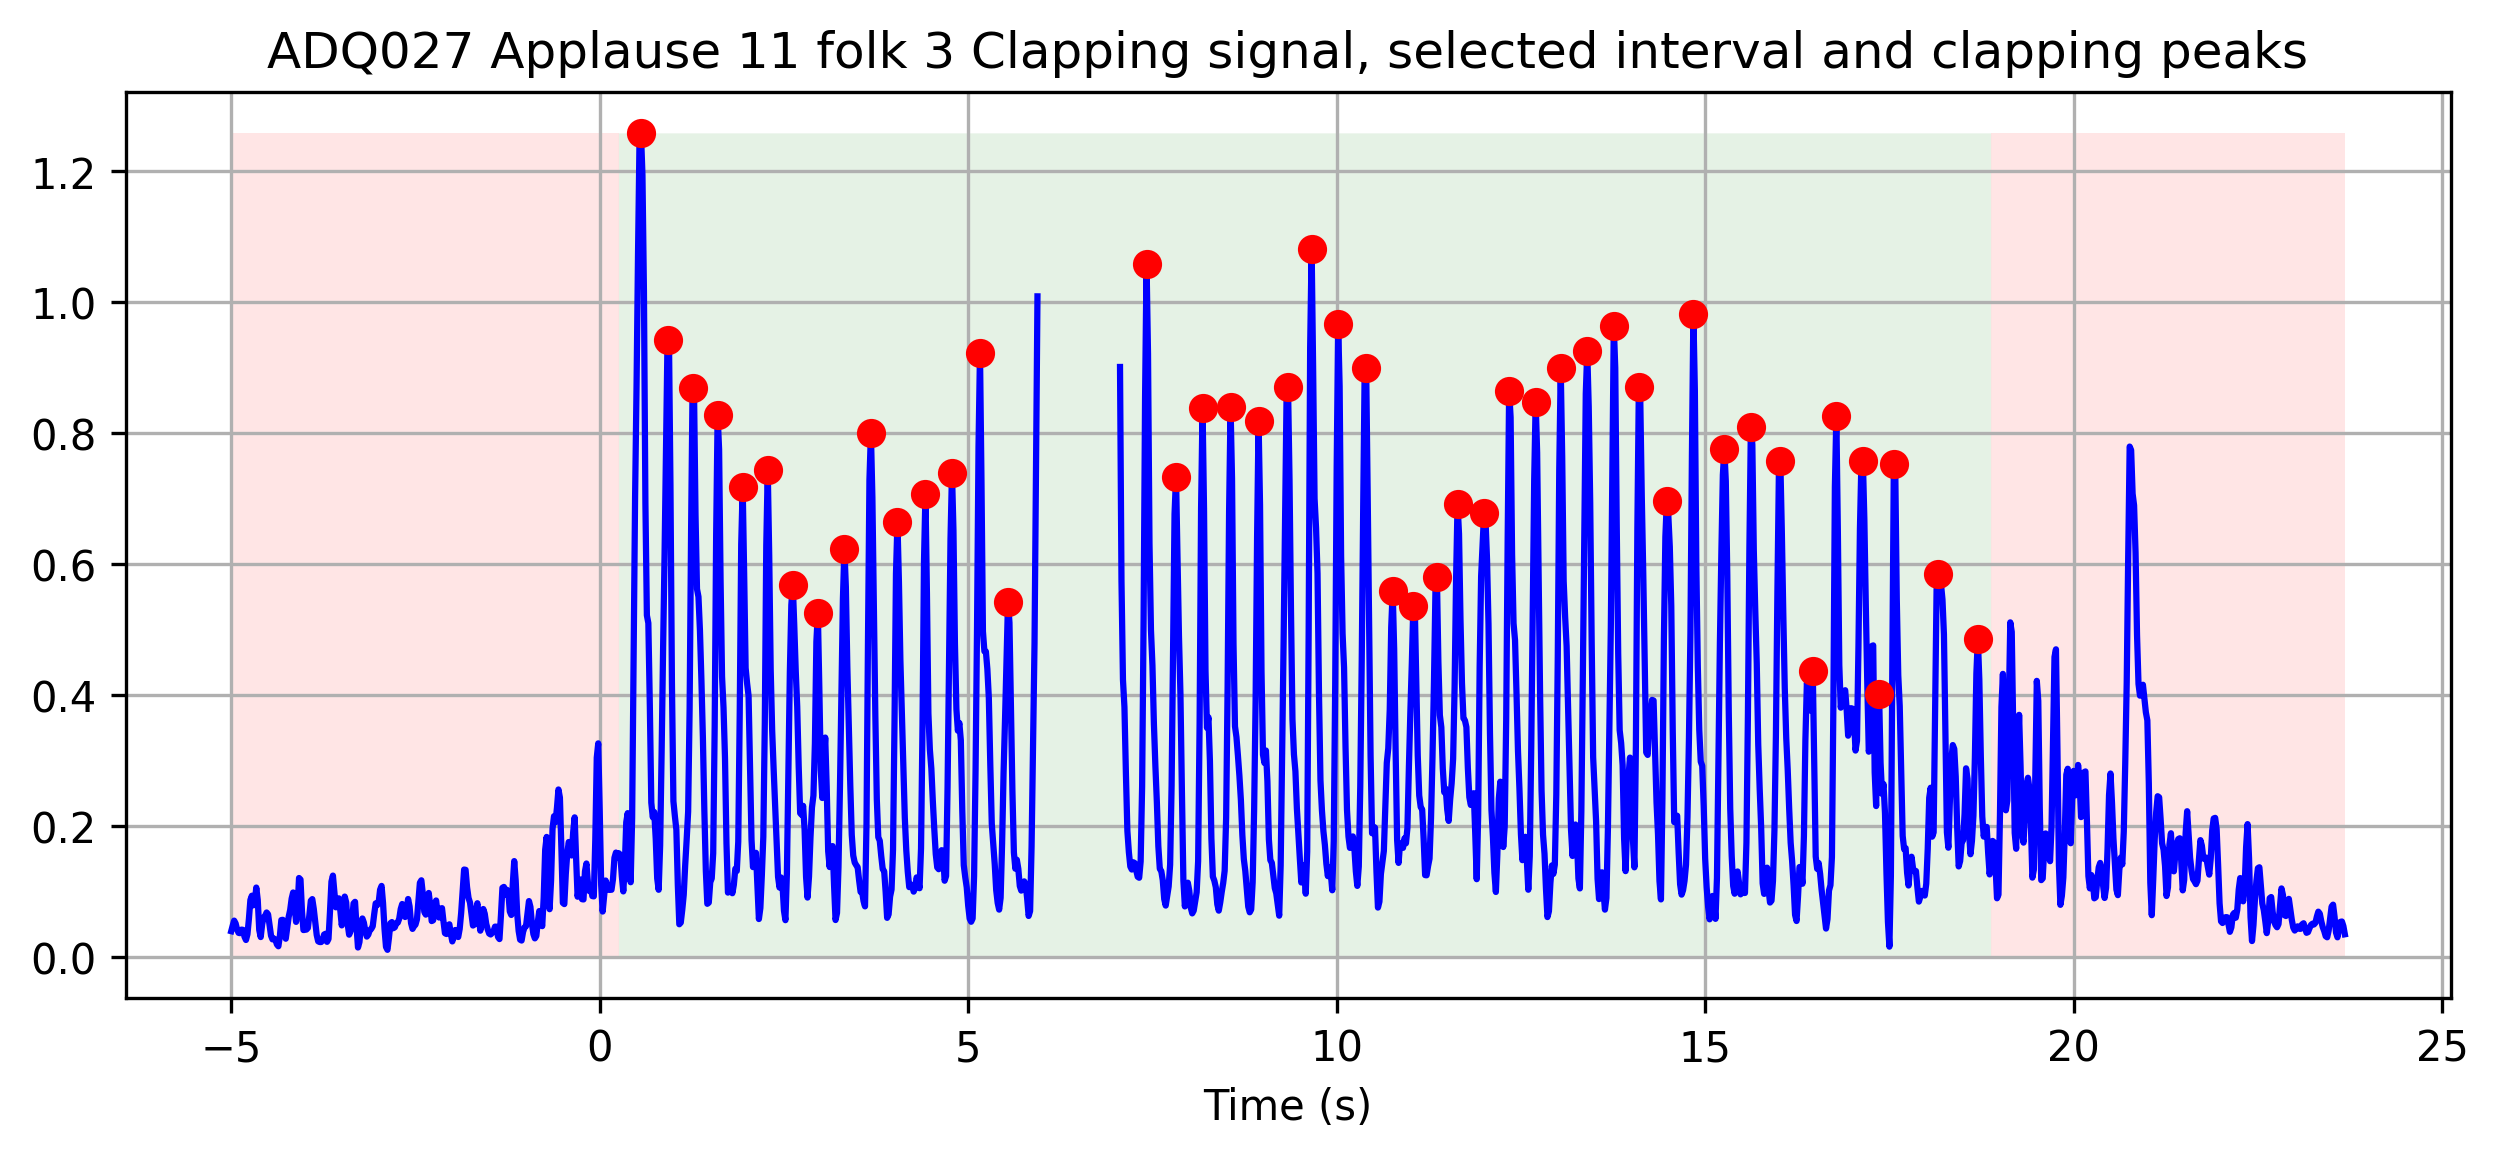 ADQ027 Applause 11 folk 3 Clapping signal, selected interval and clapping peaks
1.2
1.0
0.8
0.6
0.4
0.2
0.0
−5 0 5 10 15 20 25
Time (s)